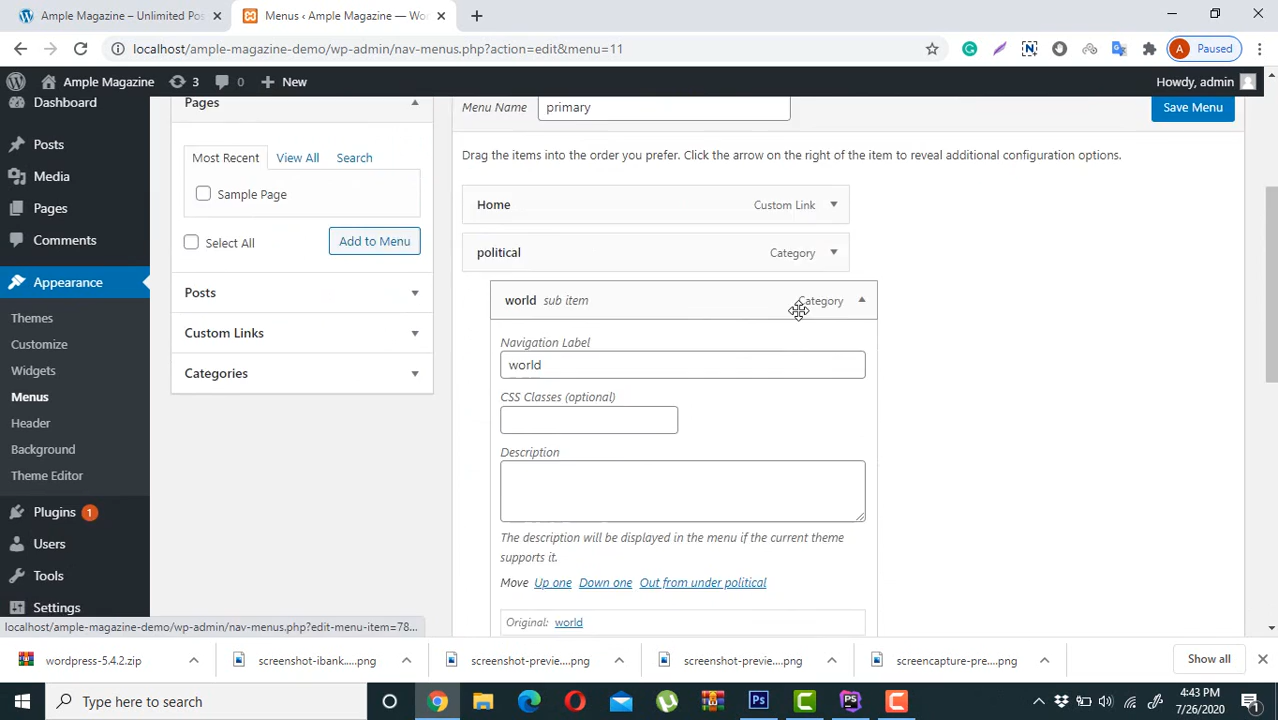 Ample Magazine – Unlimited Pos
Menus ‹ Ample Magazine — Wor
localhost/ample-magazine-demo/wp-admin/nav-menus.php?action=edit&menu=11
A Paused
Ample Magazine 3 0 New Howdy, admin
Dashboard
Posts
Media
Pages
Comments
Appearance
Themes
Customize
Widgets
Menus
Header
Background
Theme Editor
Plugins 1
Users
Tools
Settings
Pages
Most Recent View All Search
Sample Page
Select All Add to Menu
Posts
Custom Links
Categories
Menu Name primary Save Menu
Drag the items into the order you prefer. Click the arrow on the right of the item to reveal additional configuration options.
Home Custom Link
political Category
world sub item Category
Navigation Label
world
CSS Classes (optional)
Description
The description will be displayed in the menu if the current theme
supports it.
Move Up one Down one Out from under political
Original: world
localhost/ample-magazine-demo/wp-admin/nav-menus.php?edit-menu-item=78...
wordpress-5.4.2.zip
screenshot-ibank.....png
screenshot-previe....png
screenshot-previe....png
screencapture-pre....png
Show all
Type here to search
4:43 PM
7/26/2020
1